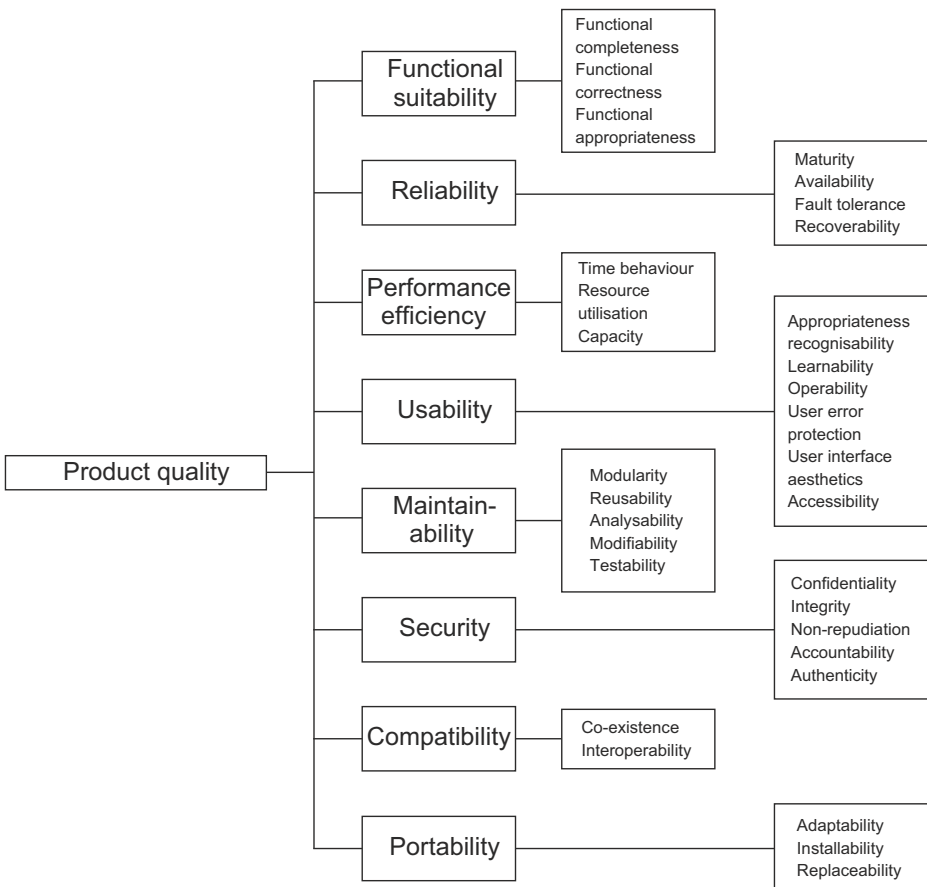 Functional
suitability
Functional
completeness
Functional
correctness
Functional
appropriateness
Reliability
Maturity
Availability
Fault tolerance
Recoverability
Performance
efficiency
Time behaviour
Resource
utilisation
Capacity
Usability
Appropriateness
recognisability
Learnability
Operability
User error
protection
User interface
aesthetics
Accessibility
Product quality
Maintain-
ability
Modularity
Reusability
Analysability
Modifiability
Testability
Security
Confidentiality
Integrity
Non-repudiation
Accountability
Authenticity
Compatibility
Co-existence
Interoperability
Portability
Adaptability
Installability
Replaceability